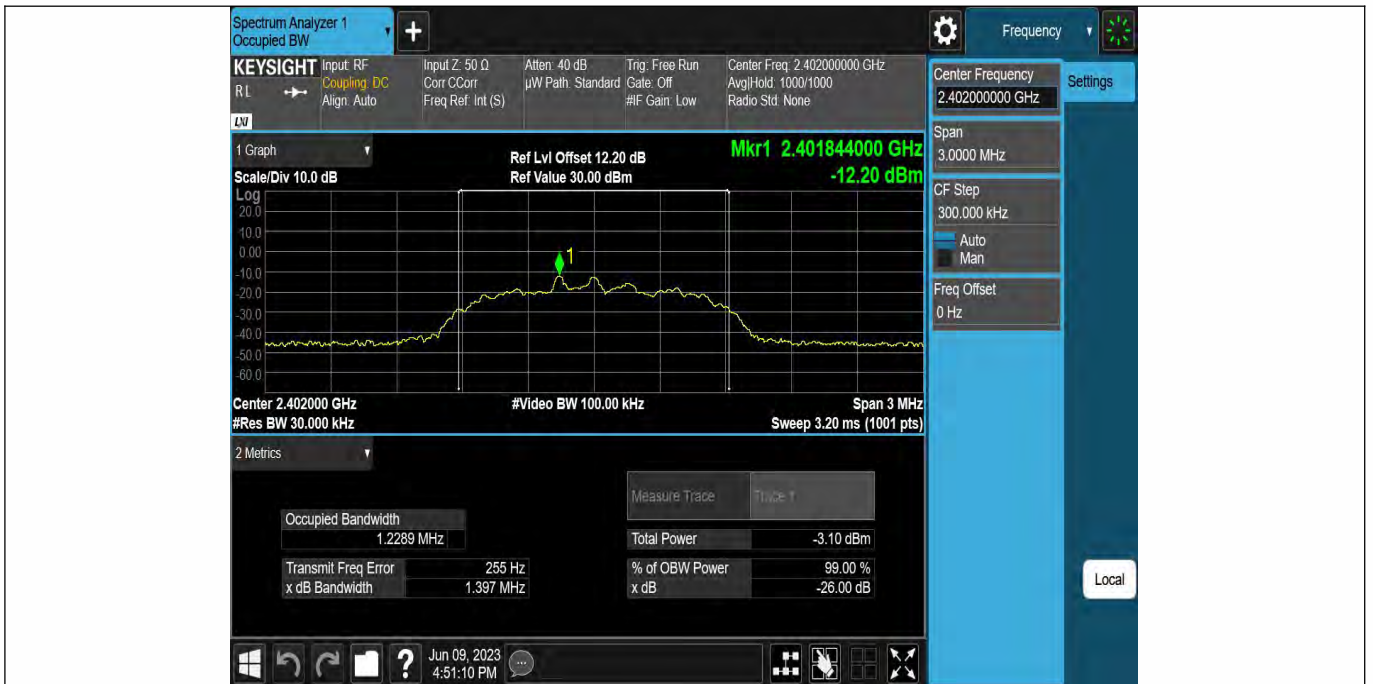 Spectrum Analyzer 1
Occupied BW
+
Frequency
KEYSIGHT
RL
LXI
Input: RF
Coupling: DC
Align: Auto
Input Z: 50 Ω
Corr CCorr
Freq Ref: Int (S)
Atten: 40 dB
µW Path: Standard
Trig: Free Run
Gate: Off
#IF Gain: Low
Center Freq: 2.402000000 GHz
Avg|Hold: 1000/1000
Radio Std: None
Center Frequency
2.402000000 GHz
Settings
Span
3.0000 MHz
CF Step
300.000 kHz
Auto
Man
Freq Offset
0 Hz
Local
1 Graph
Scale/Div 10.0 dB
Ref Lvl Offset 12.20 dB
Ref Value 30.00 dBm
Mkr1 2.401844000 GHz
-12.20 dBm
Log
20.0
10.0
0.00
-10.0
-20.0
-30.0
-40.0
-50.0
-60.0
1
Center 2.402000 GHz
#Video BW 100.00 kHz
Span 3 MHz
#Res BW 30.000 kHz
Sweep 3.20 ms (1001 pts)
2 Metrics
Measure Trace
Trace 1
Occupied Bandwidth
1.2289 MHz
Total Power
-3.10 dBm
Transmit Freq Error
255 Hz
% of OBW Power
99.00 %
x dB Bandwidth
1.397 MHz
x dB
-26.00 dB
?
Jun 09, 2023
4:51:10 PM